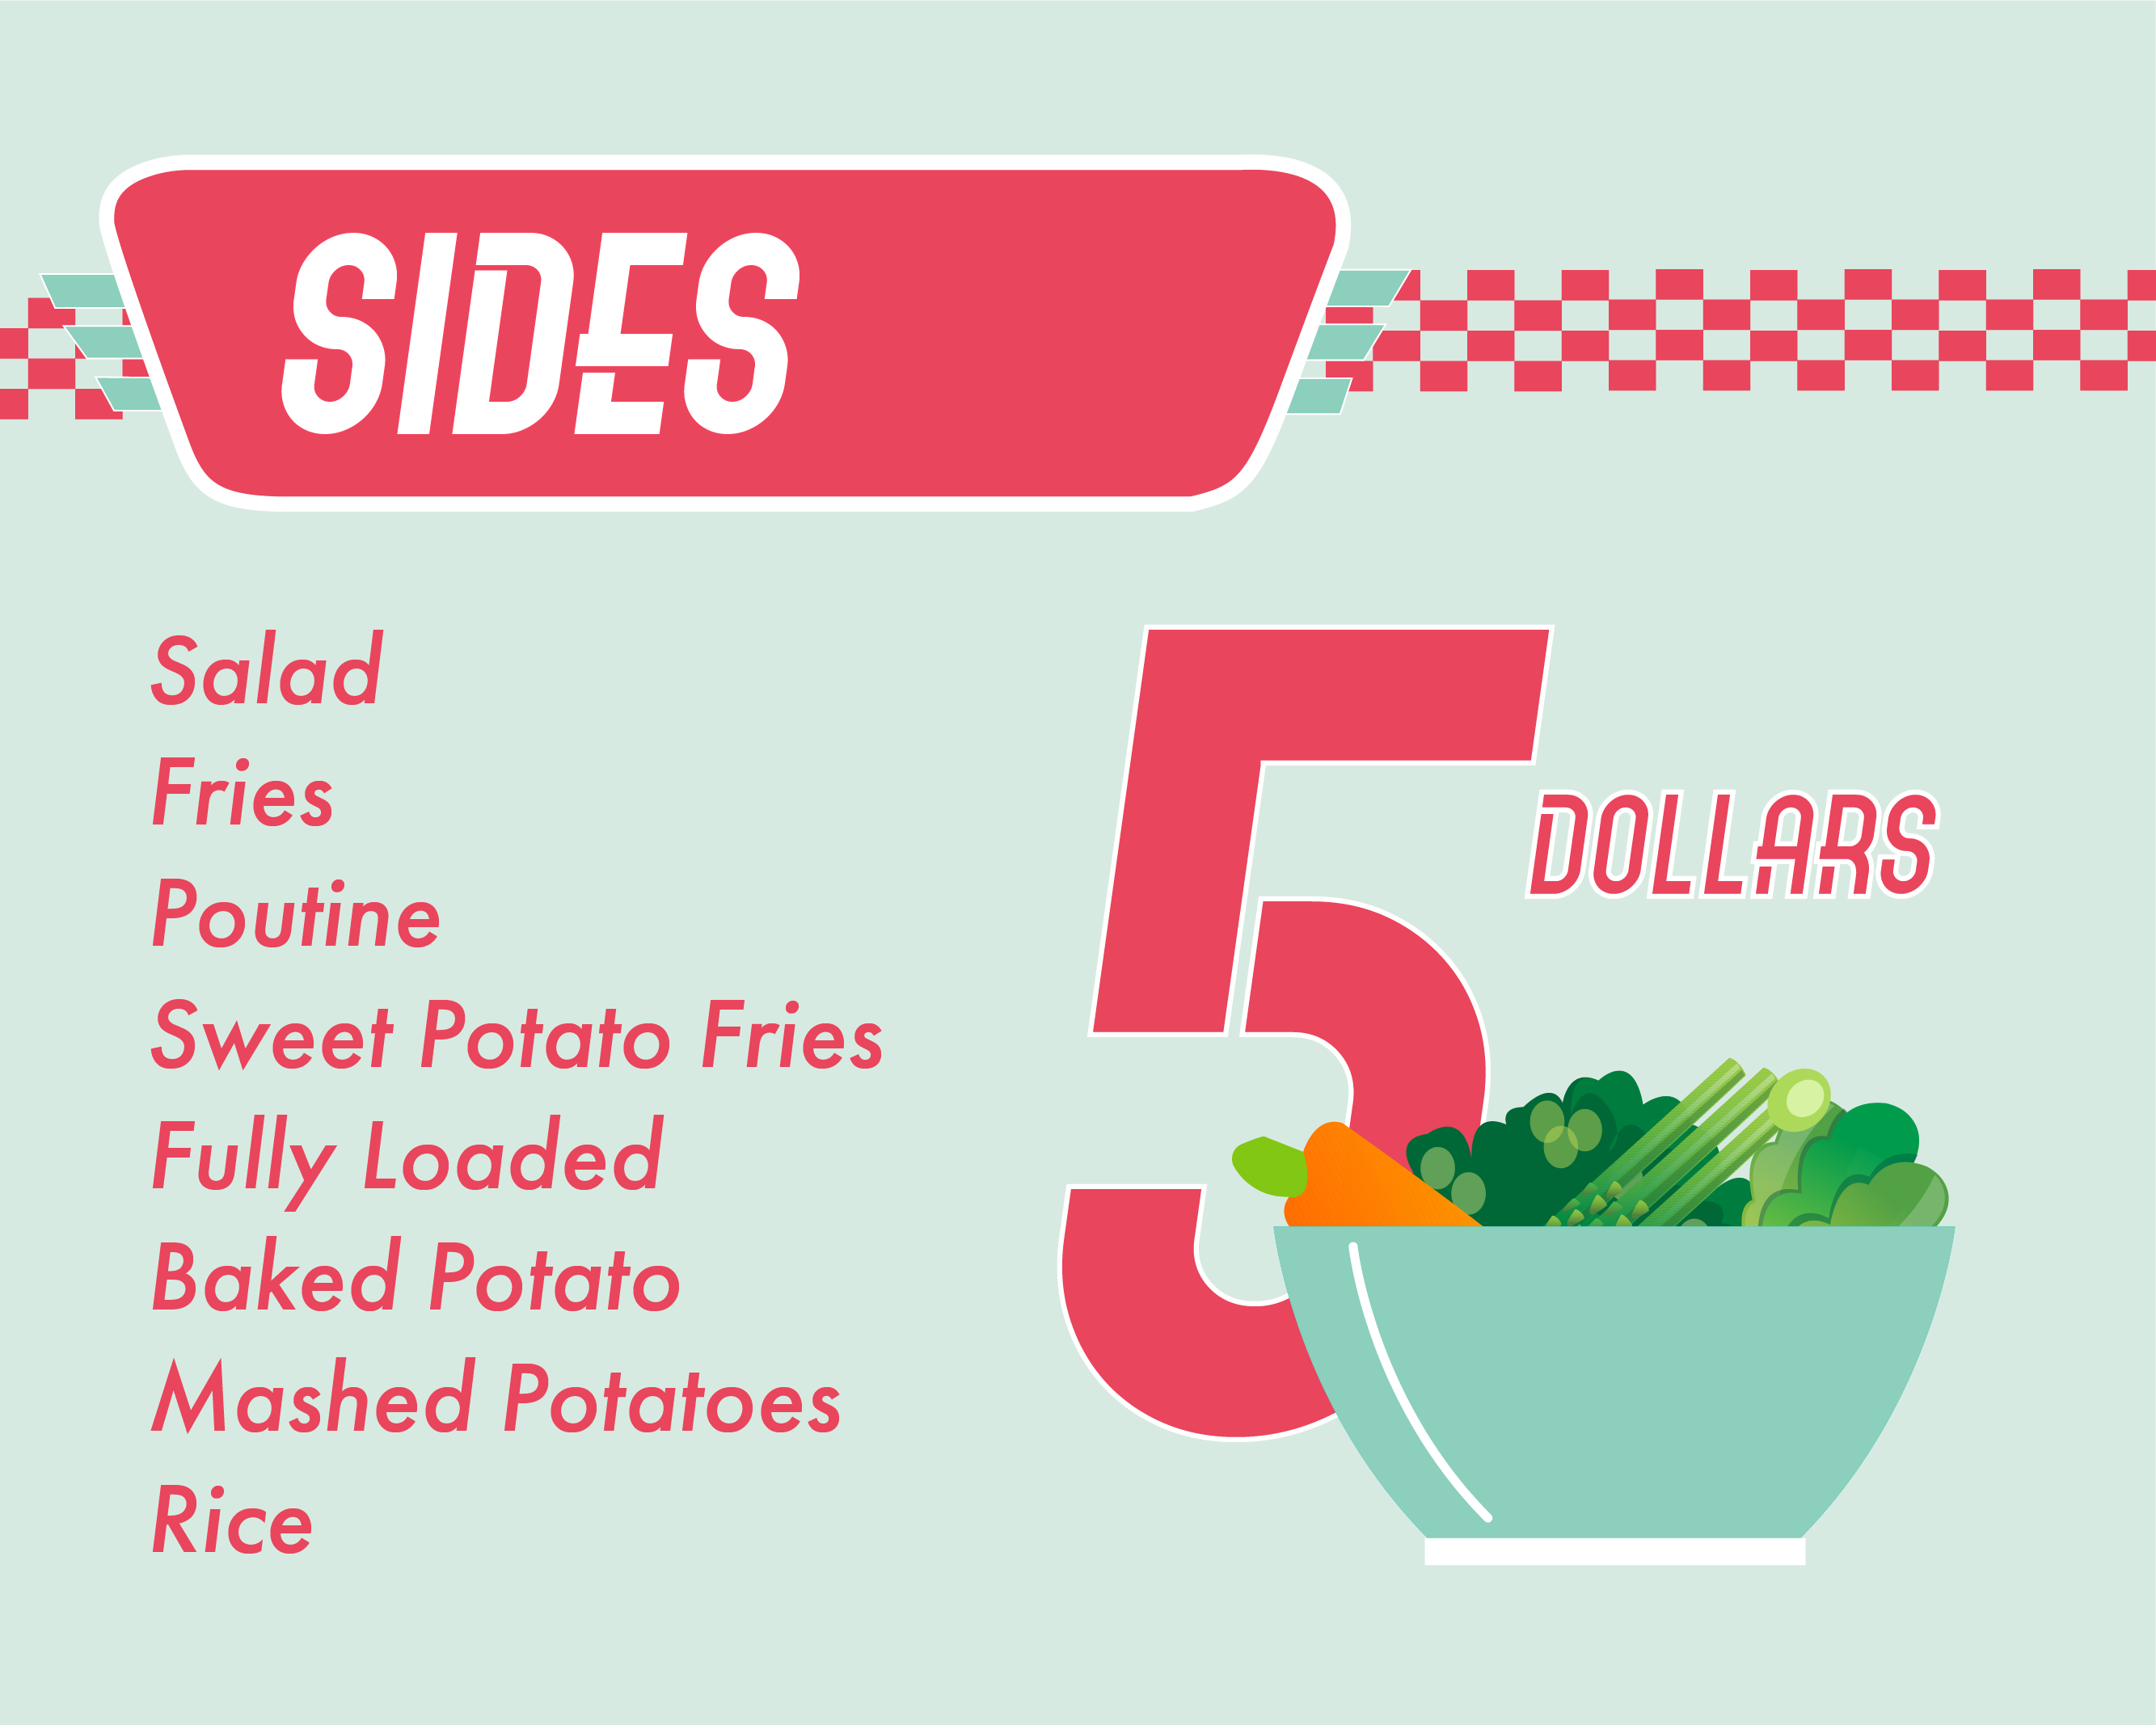 SIDES
Salad
Fries
Poutine
Sweet Potato Fries
Fully Loaded
Baked Potato
Mashed Potatoes
Rice
5
DOLLARS